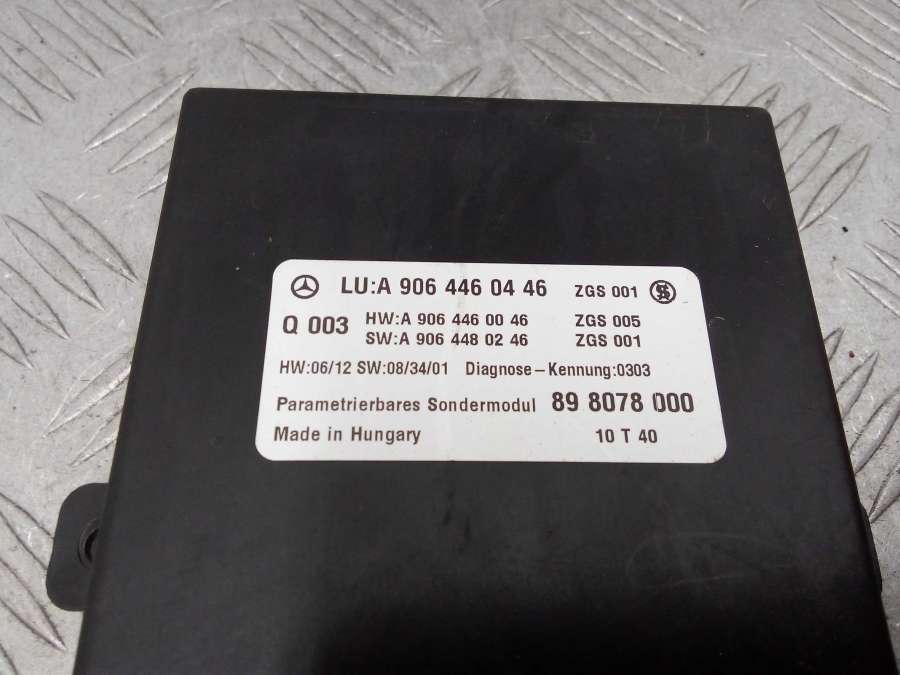 LU:A 906 446 04 46 ZGS 001
Q 003 HW:A 906 446 00 46 ZGS 005
SW:A 906 448 02 46 ZGS 001
HW:06/12 SW:08/34/01 Diagnose-Kennung:0303
Parametrierbares Sondermodul 89 8078 000
Made in Hungary 10 T 40